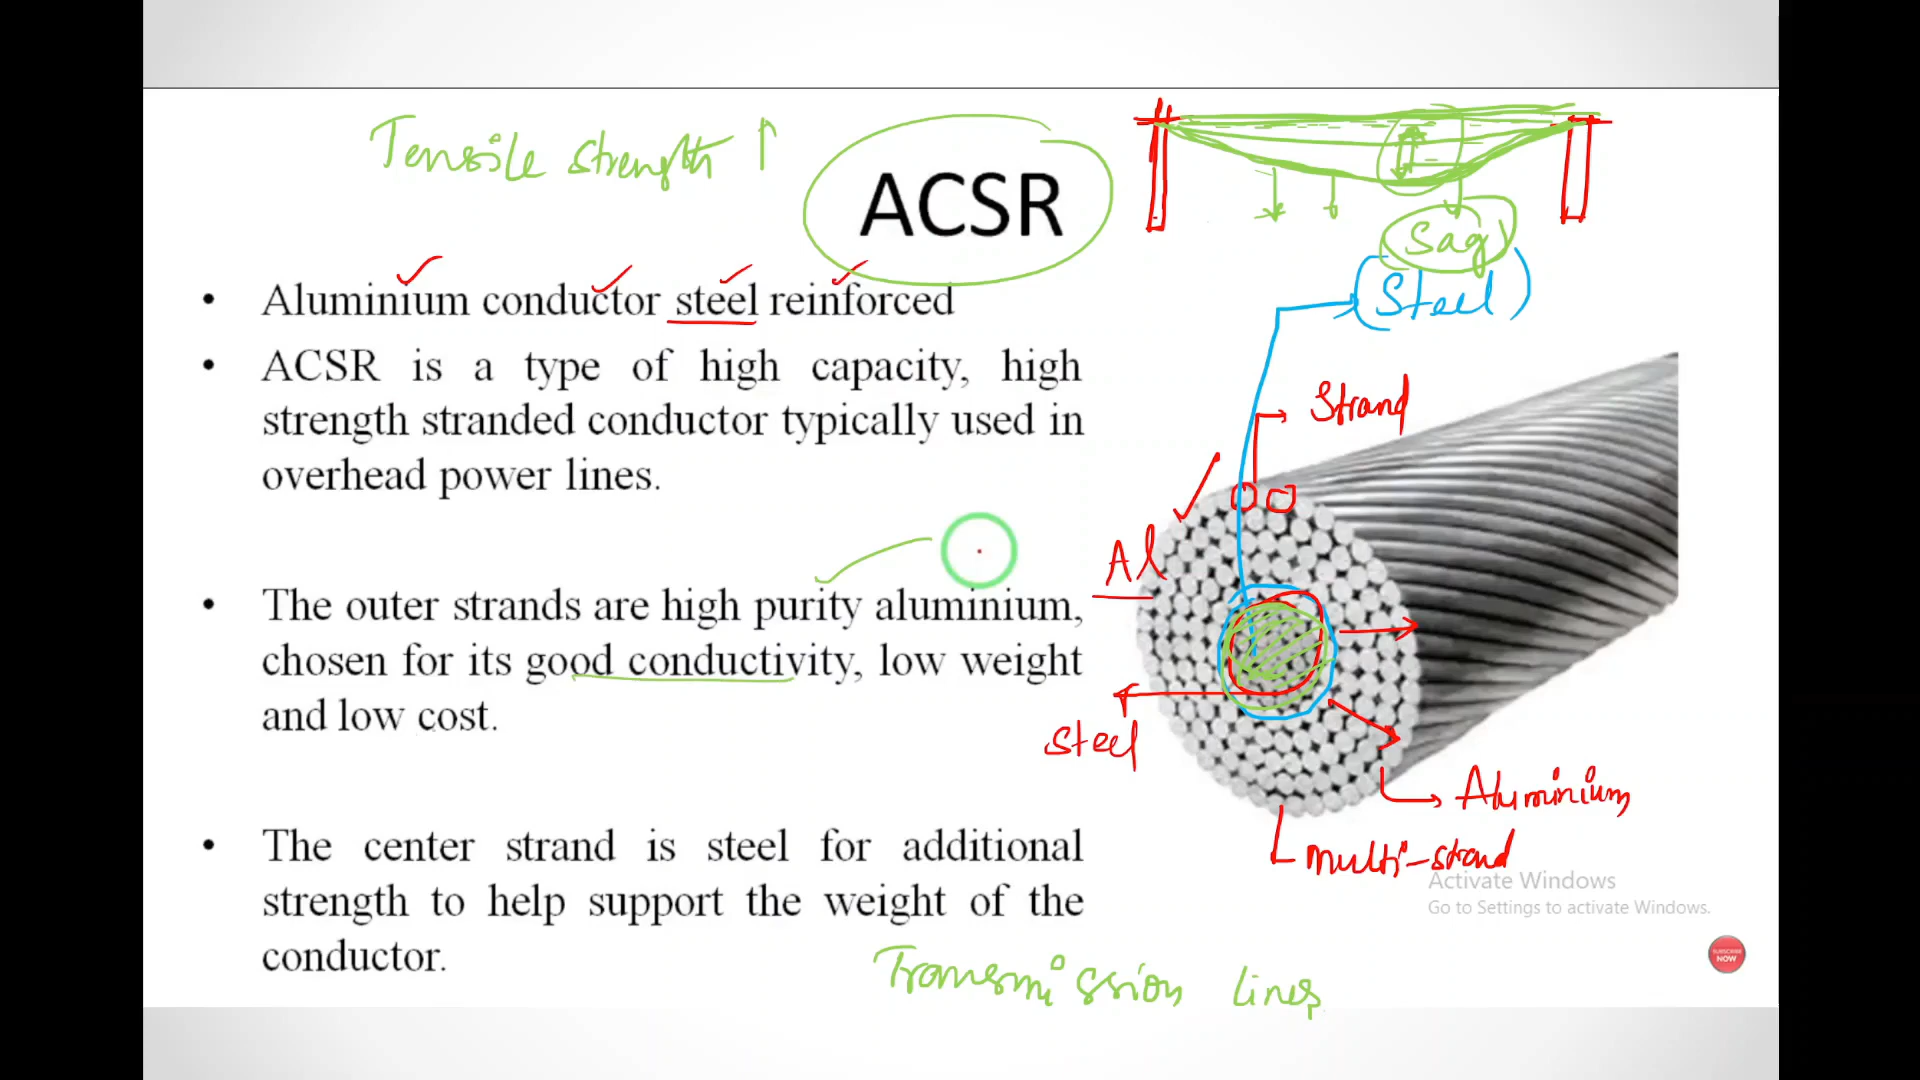 Tensile strength ↑
ACSR
Sag
(Steel)
• Aluminium conductor steel reinforced
• ACSR is a type of high capacity, high
strength stranded conductor typically used in
overhead power lines.
Strand
Al
• The outer strands are high purity aluminium,
chosen for its good conductivity, low weight
and low cost.
Steel
Aluminium
multi-strand
• The center strand is steel for additional
strength to help support the weight of the
conductor.
Activate Windows
Go to Settings to activate Windows.
SUBSCRIBE
NOW
Transmission lines